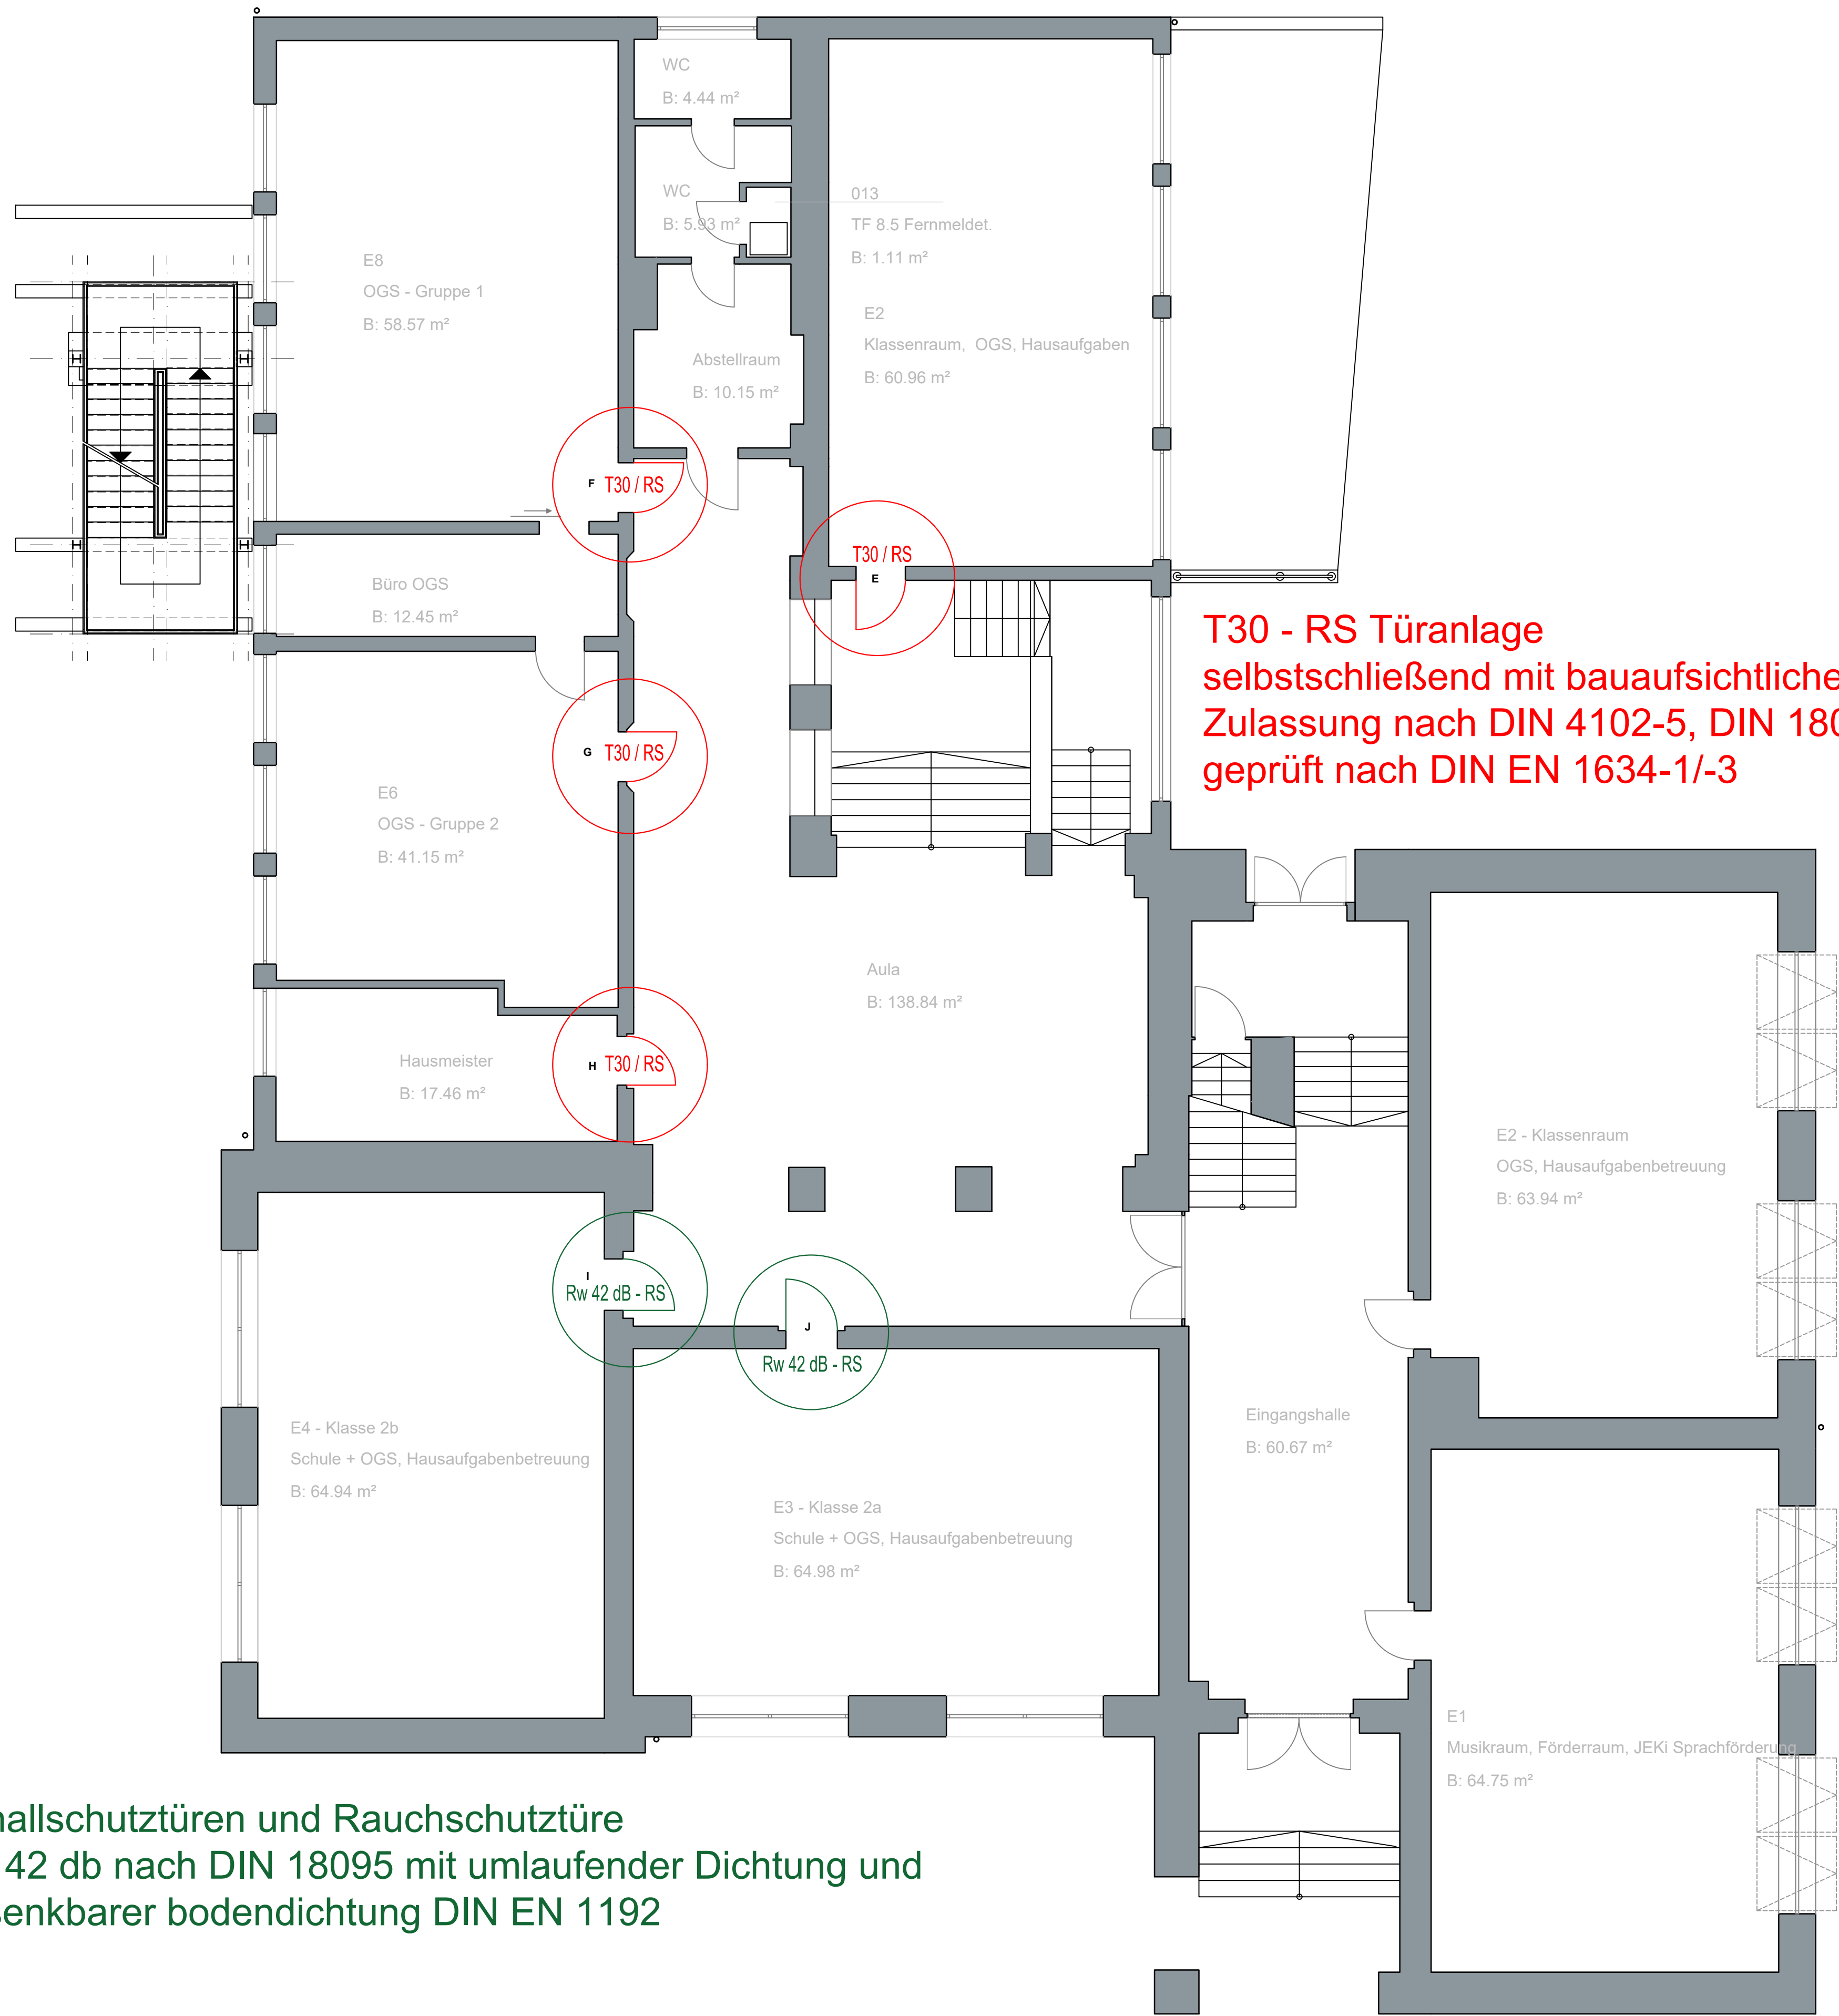 WC
B: 4.44 m²
WC
B: 5.93 m²
013
TF 8.5 Fernmeldet.
B: 1.11 m²
E8
OGS - Gruppe 1
B: 58.57 m²
E2
Klassenraum, OGS, Hausaufgaben
B: 60.96 m²
Abstellraum
B: 10.15 m²
F T30 / RS
T30 / RS
E
Büro OGS
B: 12.45 m²
T30 - RS Türanlage
selbstschließend mit bauaufsichtliche
Zulassung nach DIN 4102-5, DIN 180
geprüft nach DIN EN 1634-1/-3
G T30 / RS
E6
OGS - Gruppe 2
B: 41.15 m²
Aula
B: 138.84 m²
H T30 / RS
Hausmeister
B: 17.46 m²
E2 - Klassenraum
OGS, Hausaufgabenbetreuung
B: 63.94 m²
I
Rw 42 dB - RS
J
Rw 42 dB - RS
E4 - Klasse 2b
Schule + OGS, Hausaufgabenbetreuung
B: 64.94 m²
Eingangshalle
B: 60.67 m²
E3 - Klasse 2a
Schule + OGS, Hausaufgabenbetreuung
B: 64.98 m²
E1
Musikraum, Förderraum, JEKi Sprachförderung
B: 64.75 m²
hallschutztüren und Rauchschutztüre
42 db nach DIN 18095 mit umlaufender Dichtung und
senkbarer bodendichtung DIN EN 1192